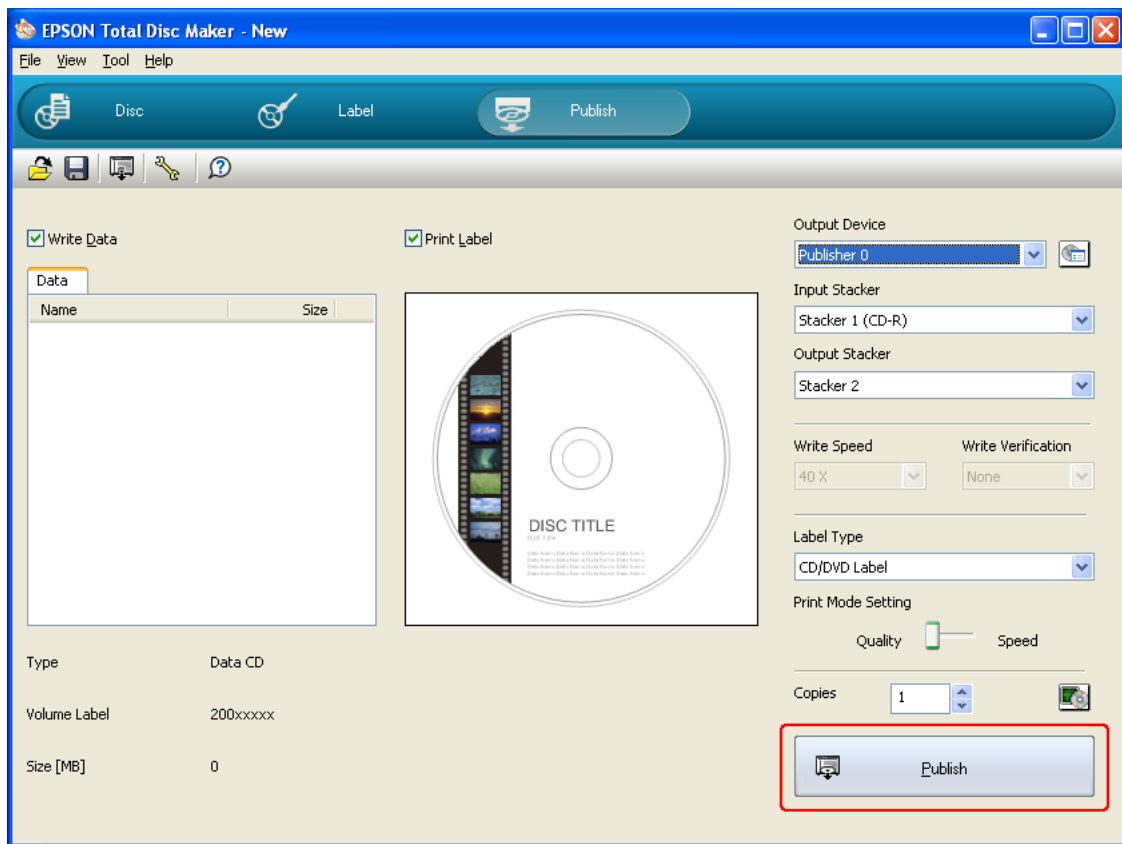 EPSON Total Disc Maker - New
File View Tool Help
Disc Label Publish
Write Data
Print Label
Output Device
Publisher 0
Data
Input Stacker
Name Size
Stacker 1 (CD-R)
Output Stacker
Stacker 2
Write Speed Write Verification
40 X None
DISC TITLE
Sub Title
Label Type
CD/DVD Label
Print Mode Setting
Quality Speed
Type Data CD
Copies 1
Volume Label 200xxxxx
Size [MB] 0
Publish